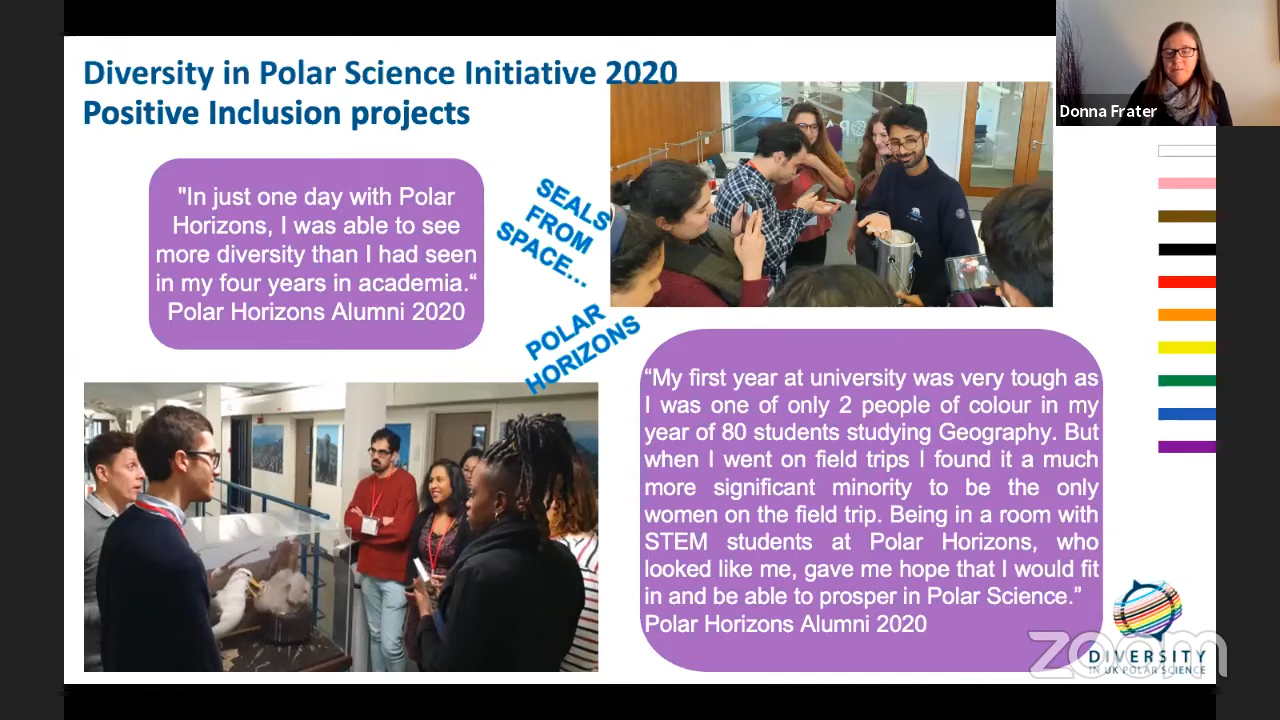 Diversity in Polar Science Initiative 2020
Positive Inclusion projects
Donna Frater
"In just one day with Polar
Horizons, I was able to see
more diversity than I had seen
in my four years in academia.“
Polar Horizons Alumni 2020
SEALS
FROM
SPACE...
POLAR
HORIZONS
“My first year at university was very tough as
I was one of only 2 people of colour in my
year of 80 students studying Geography. But
when I went on field trips I found it a much
more significant minority to be the only
women on the field trip. Being in a room with
STEM students at Polar Horizons, who
looked like me, gave me hope that I would fit
in and be able to prosper in Polar Science.”
Polar Horizons Alumni 2020
zoom
DIVERSITY
IN UK POLAR SCIENCE